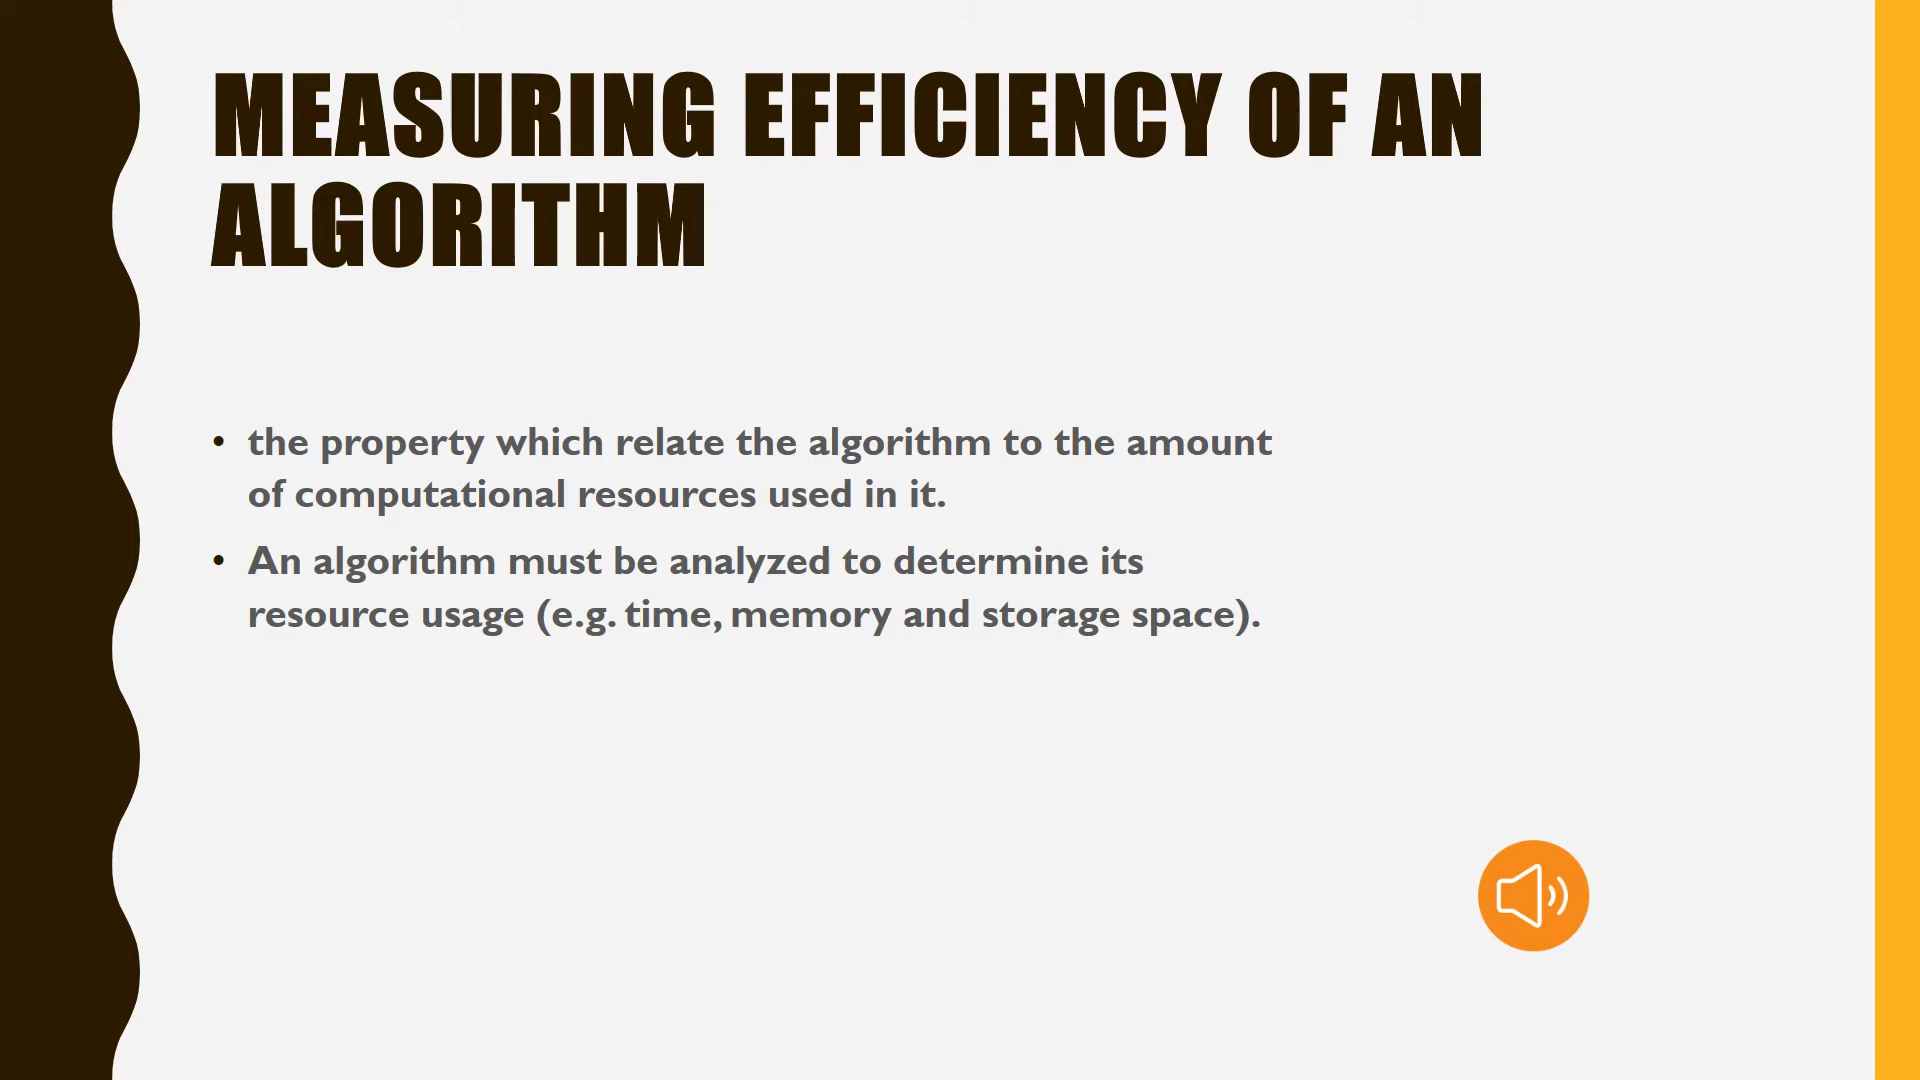 MEASURING EFFICIENCY OF AN
ALGORITHM
• the property which relate the algorithm to the amount
of computational resources used in it.
• An algorithm must be analyzed to determine its
resource usage (e.g. time, memory and storage space).